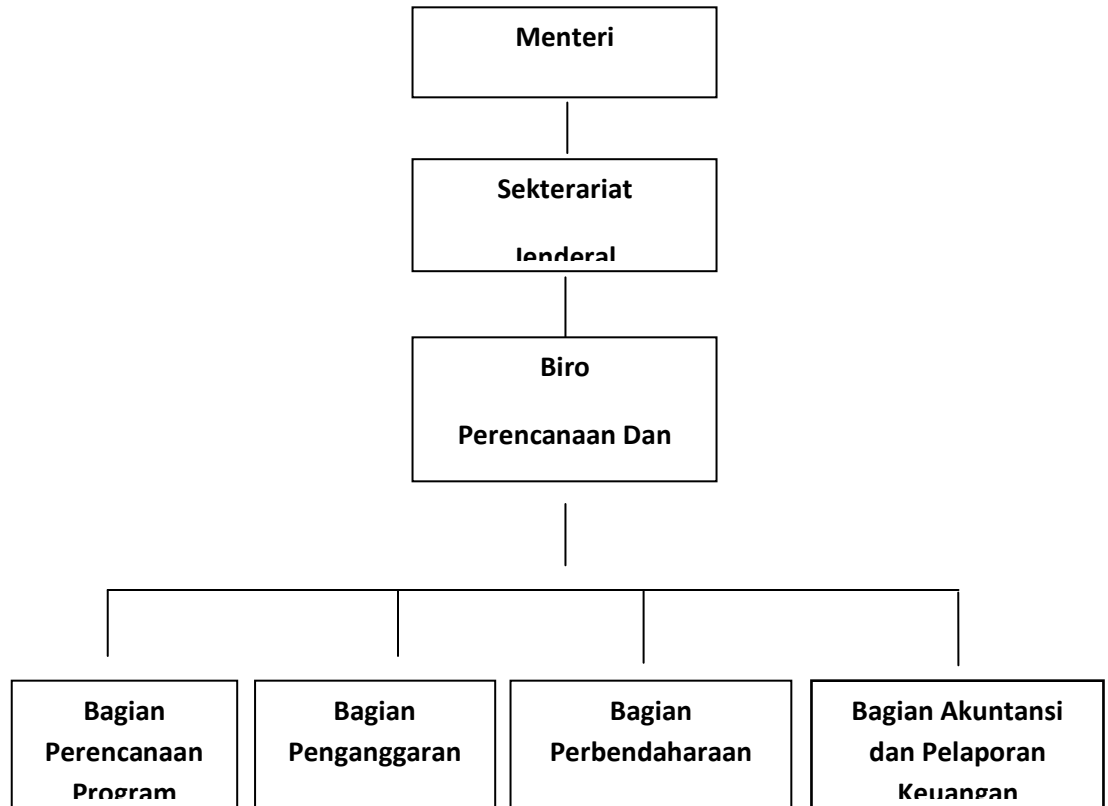 Menteri
Sekterariat
Jenderal
Biro
Perencanaan Dan
Bagian
Perencanaan
Program
Bagian
Penganggaran
Bagian
Perbendaharaan
Bagian Akuntansi
dan Pelaporan
Keuangan